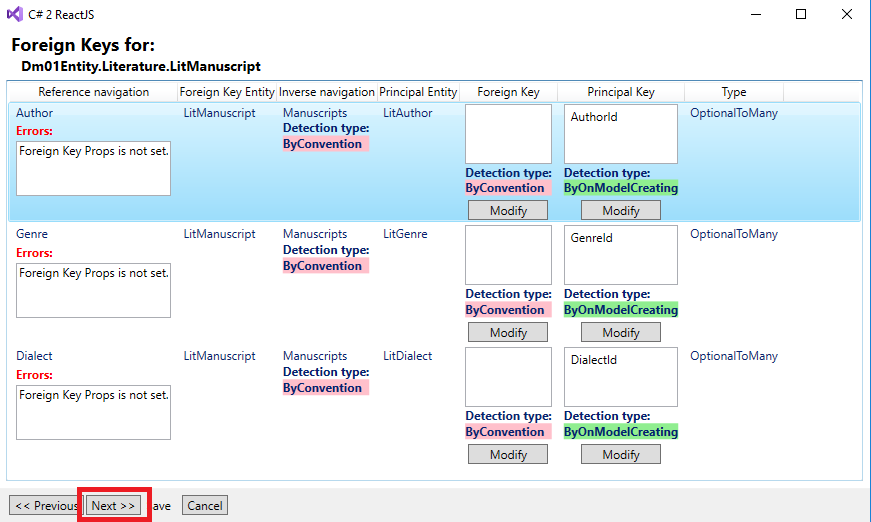 C# 2 ReactJS
Foreign Keys for:
Dm01Entity.Literature.LitManuscript
Reference navigation Foreign Key Entity Inverse navigation Principal Entity Foreign Key Principal Key Type
Author LitManuscript Manuscripts LitAuthor AuthorId OptionalToMany
Errors: Detection type:
Foreign Key Props is not set. ByConvention
Detection type: Detection type:
ByConvention ByOnModelCreating
Modify Modify
Genre LitManuscript Manuscripts LitGenre GenreId OptionalToMany
Errors: Detection type:
Foreign Key Props is not set. ByConvention
Detection type: Detection type:
ByConvention ByOnModelCreating
Modify Modify
Dialect LitManuscript Manuscripts LitDialect DialectId OptionalToMany
Errors: Detection type:
Foreign Key Props is not set. ByConvention
Detection type: Detection type:
ByConvention ByOnModelCreating
Modify Modify
<< Previous Next >> ave Cancel